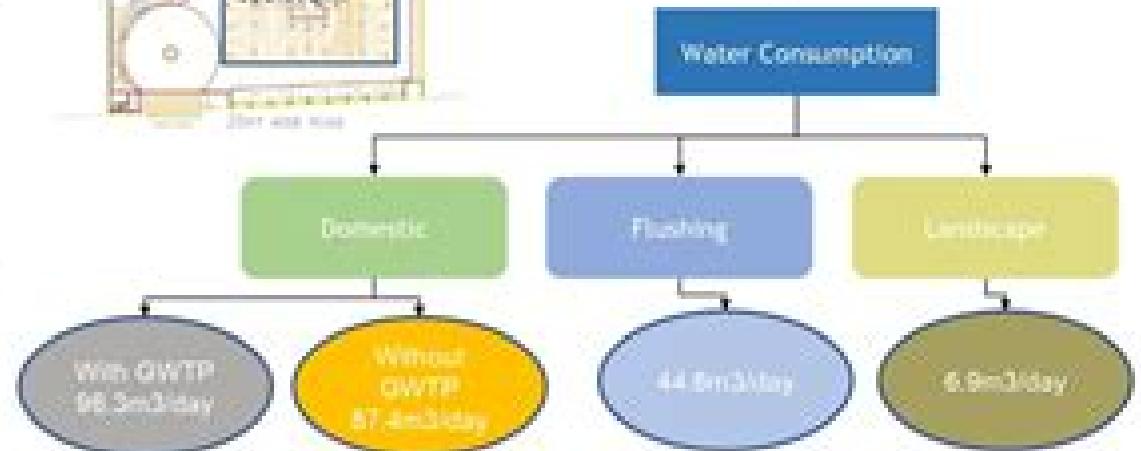 Water Consumption
Domestic
Flushing
Landscape
With GWTP
96.3m3/day
Without
GWTP
87.4m3/day
44.8m3/day
6.9m3/day